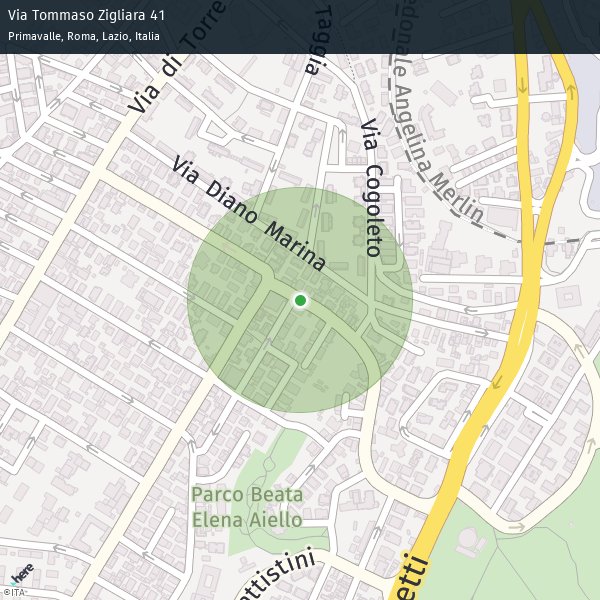 Via Tommaso Zigliara 41
Primavalle, Roma, Lazio, Italia
Via di Torre
Taggia
edonale Angelina Merlin
Via Cogoleto
Via Diano Marina
Parco Beata
Elena Aiello
ttistini
etti
here
©ITA